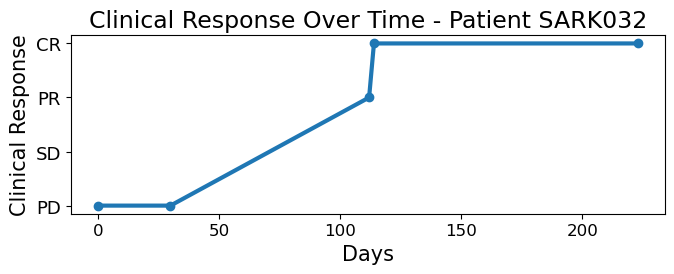 Clinical Response Over Time - Patient SARK032
Clinical Response
CR
PR
SD
PD
0 50 100 150 200
Days